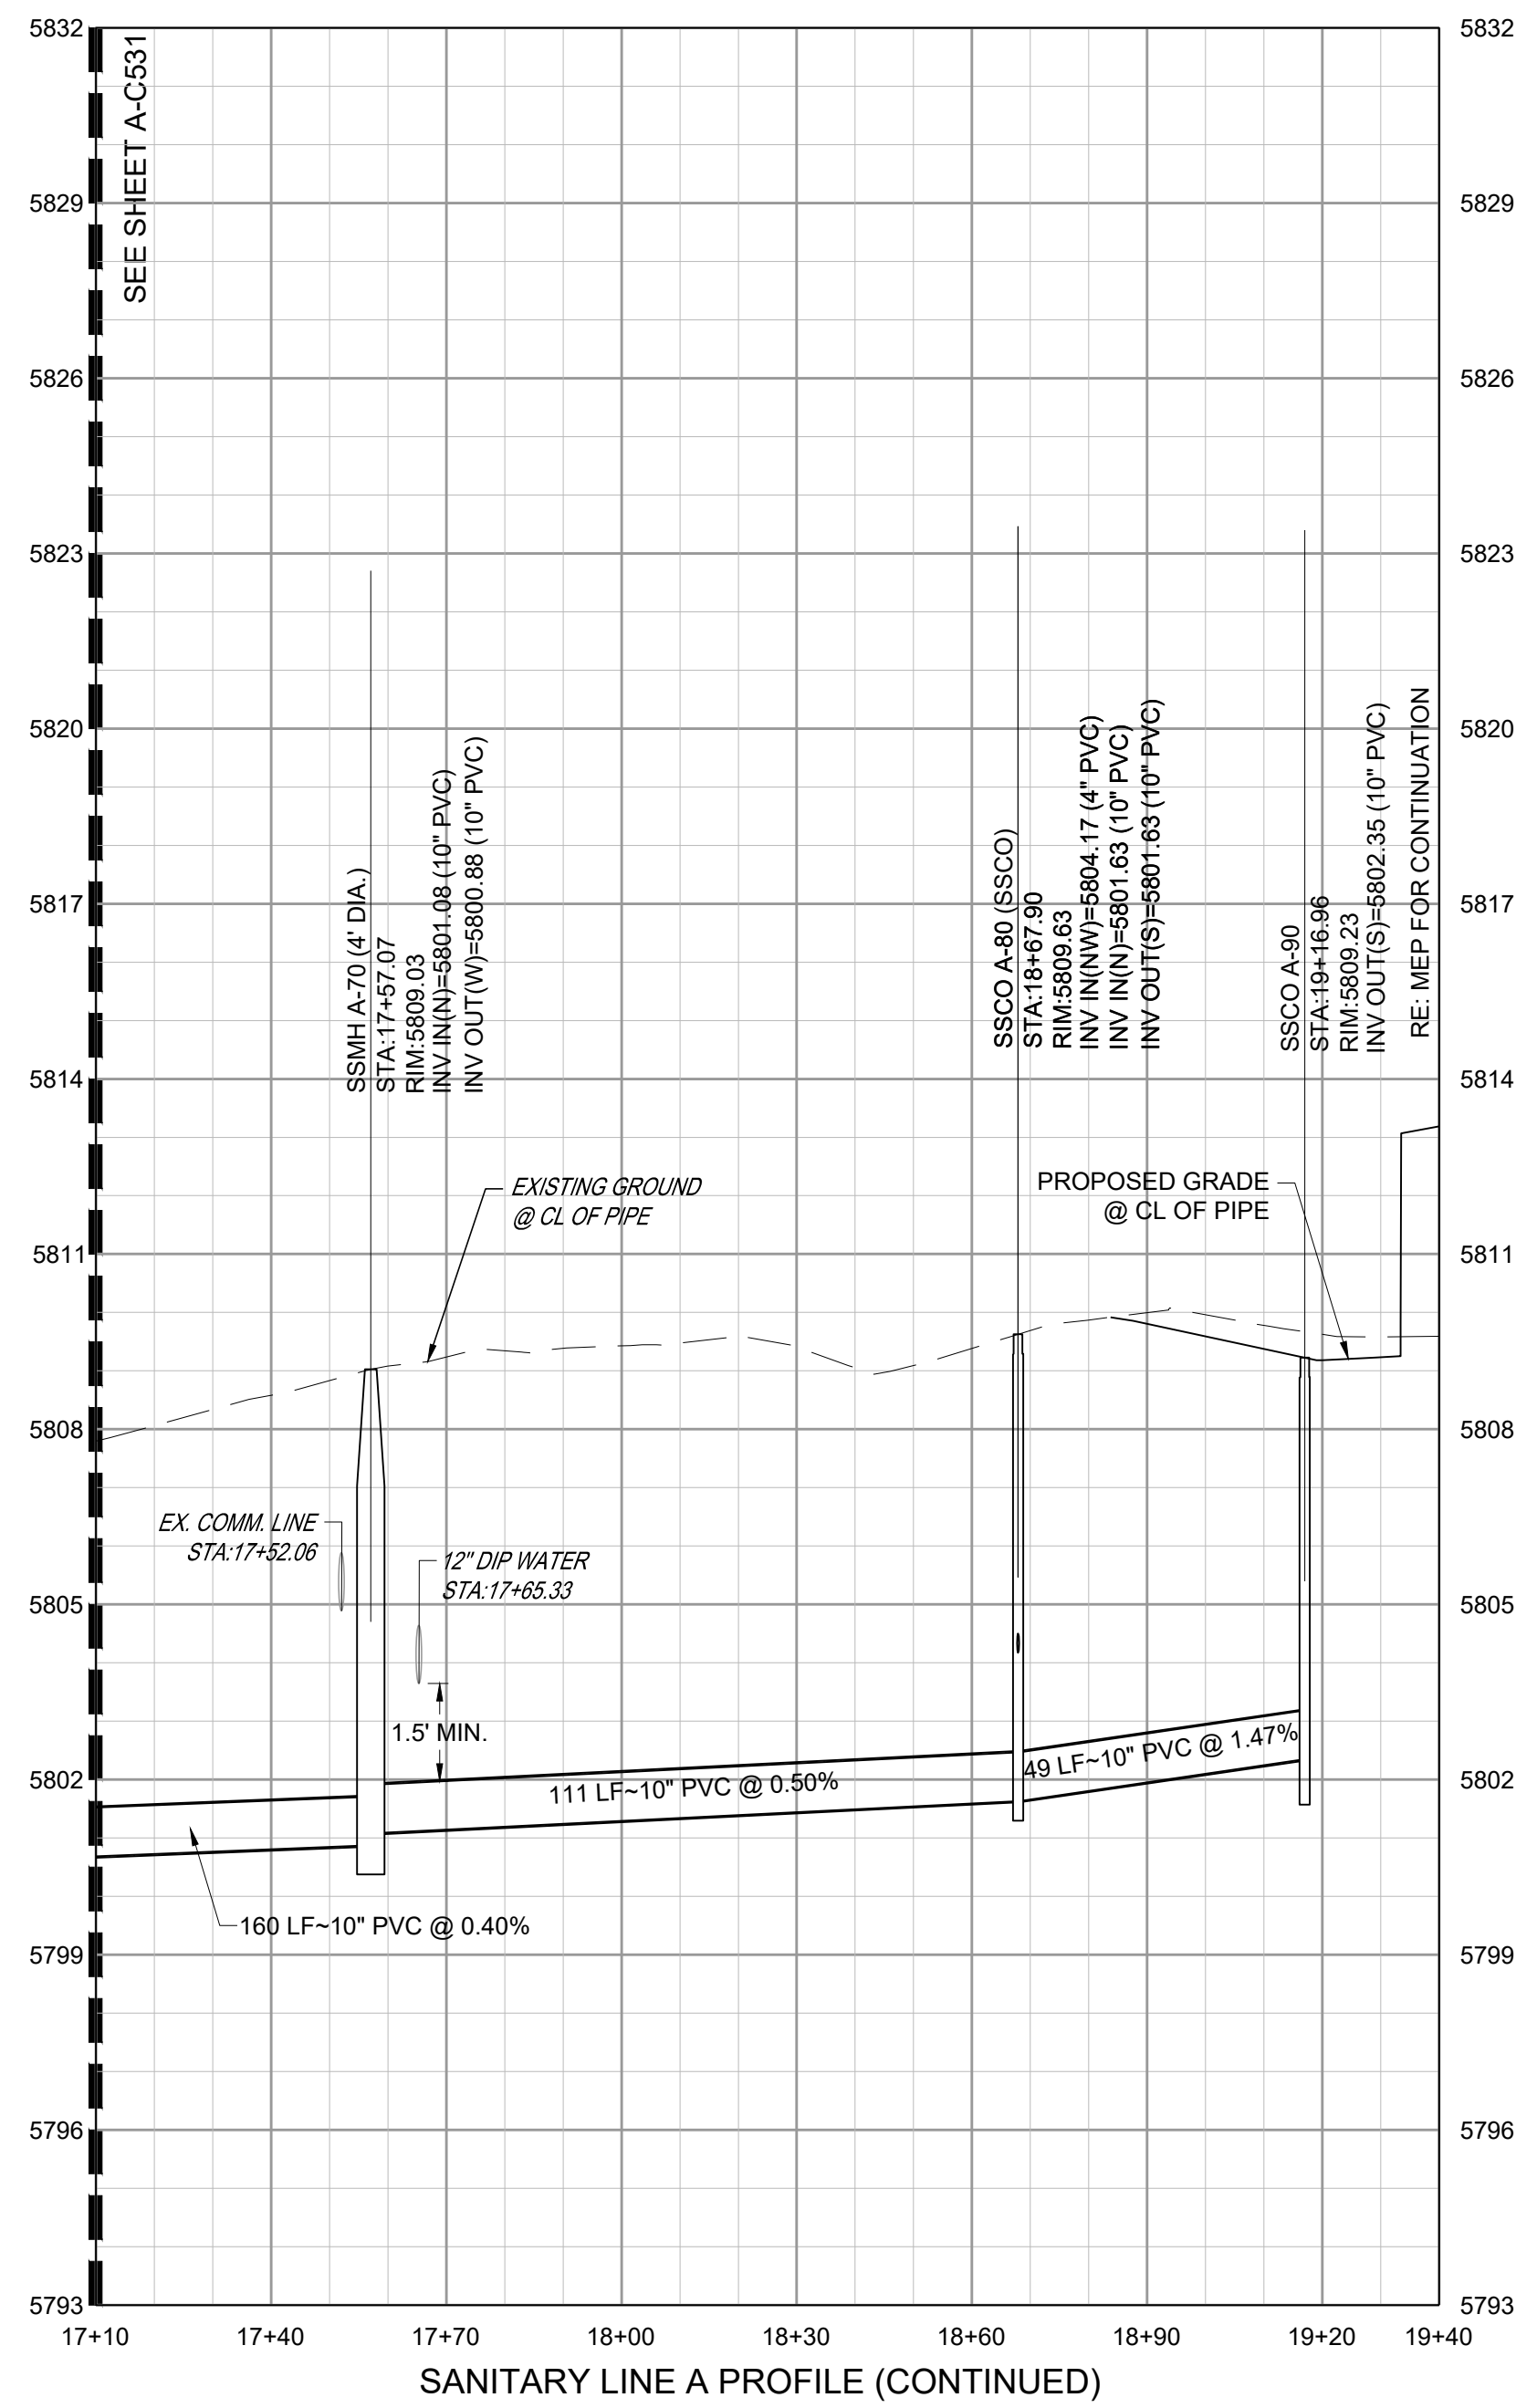 5832
5832
SEE SHEET A-C531
5829
5829
5826
5826
5823
5823
5820
5820
5817
5817
5814
5814
5811
5811
5808
5808
5805
5805
5802
5802
5799
5799
5796
5796
5793
5793
SSMH A-70 (4' DIA.)
STA:17+57.07
RIM:5809.03
INV IN(N)=5801.08 (10" PVC)
INV OUT(W)=5800.88 (10" PVC)
SSCO A-80 (SSCO)
STA:18+67.90
RIM:5809.63
INV IN(NW)=5804.17 (4" PVC)
INV IN(N)=5801.63 (10" PVC)
INV OUT(S)=5801.63 (10" PVC)
SSCO A-90
STA:19+16.96
RIM:5809.23
INV OUT(S)=5802.35 (10" PVC)
RE: MEP FOR CONTINUATION
EXISTING GROUND
@ CL OF PIPE
PROPOSED GRADE
@ CL OF PIPE
EX. COMM. LINE
STA:17+52.06
12" DIP WATER
STA:17+65.33
1.5' MIN.
111 LF~10" PVC @ 0.50%
49 LF~10" PVC @ 1.47%
160 LF~10" PVC @ 0.40%
17+10
17+40
17+70
18+00
18+30
18+60
18+90
19+20
19+40
SANITARY LINE A PROFILE (CONTINUED)